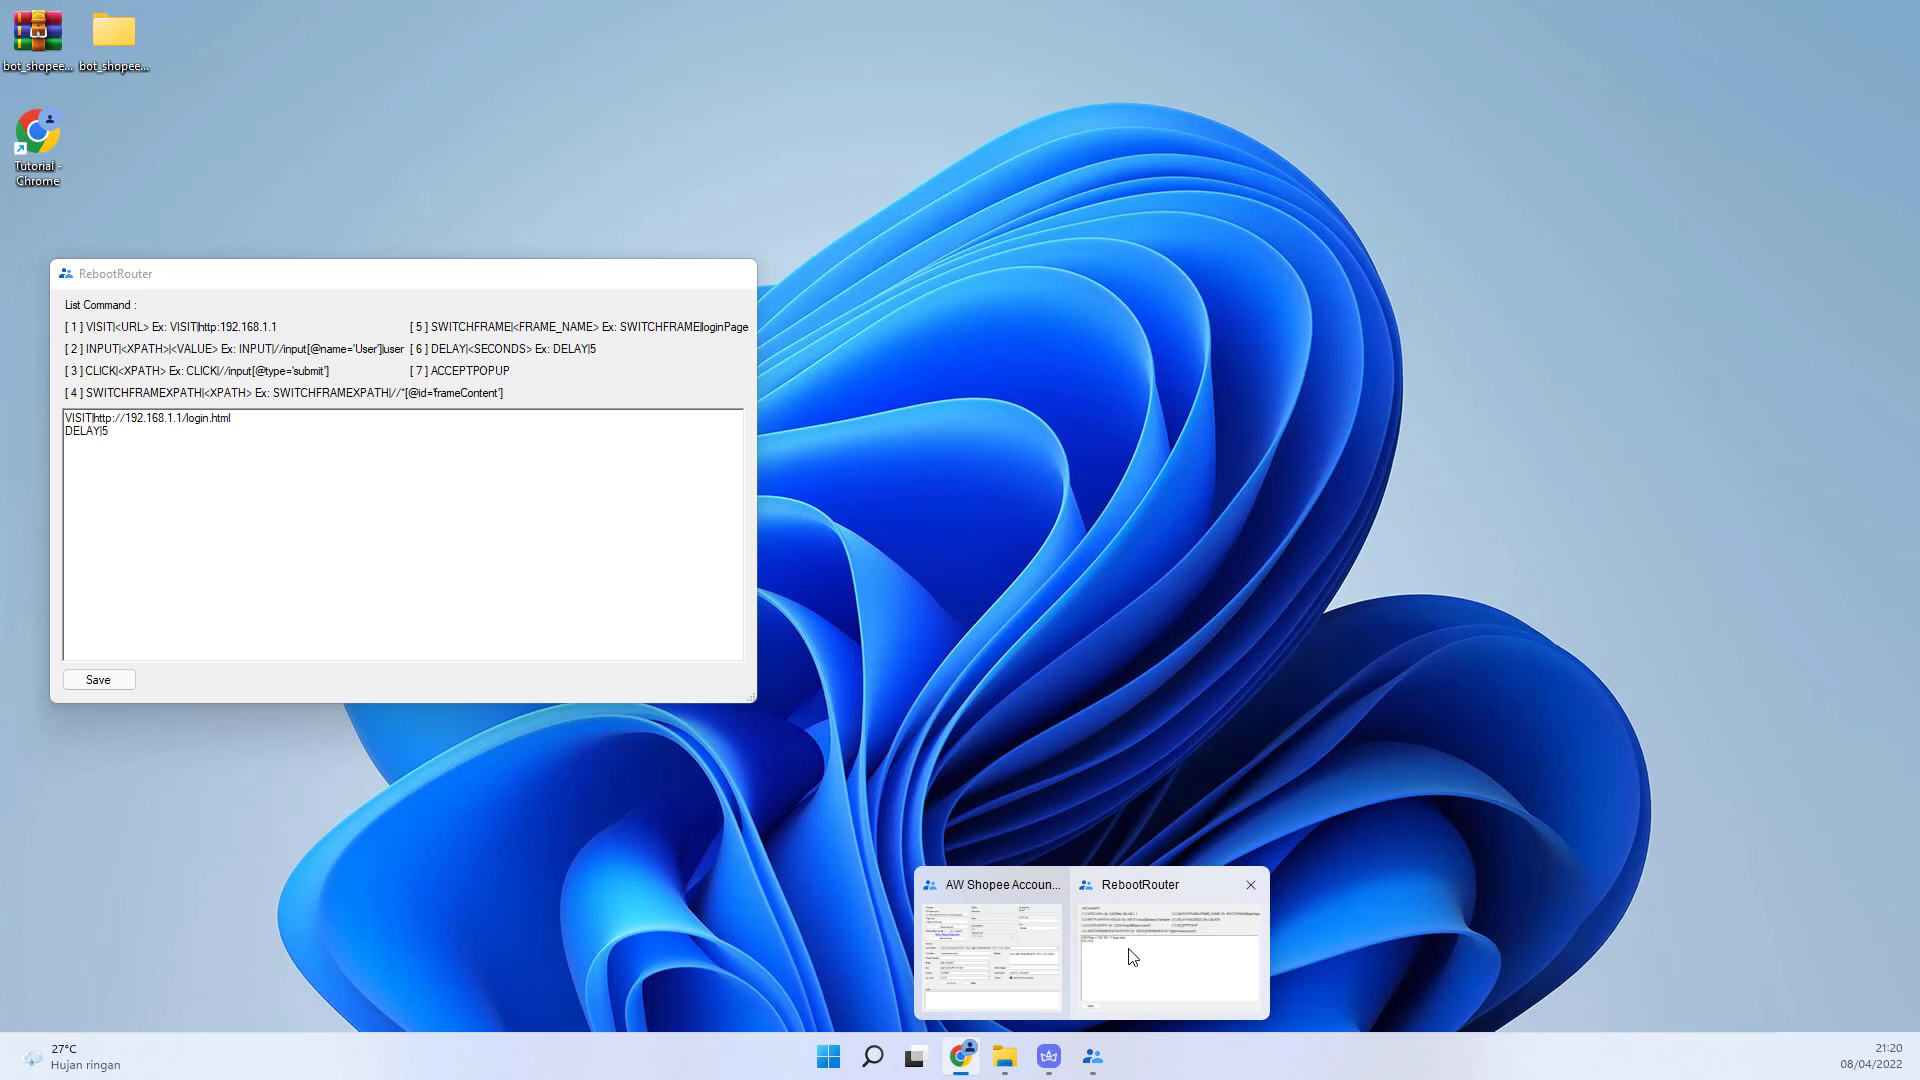 bot_shopee...
bot_shopee...
Tutorial -
Chrome
RebootRouter
List Command :
[ 1 ] VISIT|<URL> Ex: VISIT|http:192.168.1.1
[ 5 ] SWITCHFRAME|<FRAME_NAME> Ex: SWITCHFRAME|loginPage
[ 2 ] INPUT|<XPATH>|<VALUE> Ex: INPUT|//input[@name='User']|user
[ 6 ] DELAY|<SECONDS> Ex: DELAY|5
[ 3 ] CLICK|<XPATH> Ex: CLICK|//input[@type='submit']
[ 7 ] ACCEPTPOPUP
[ 4 ] SWITCHFRAMEXPATH|<XPATH> Ex: SWITCHFRAMEXPATH|//*[@id='frameContent']
VISIT|http://192.168.1.1/login.html
DELAY|5
Save
AW Shopee Accoun...
RebootRouter
27°C
Hujan ringan
21:20
08/04/2022